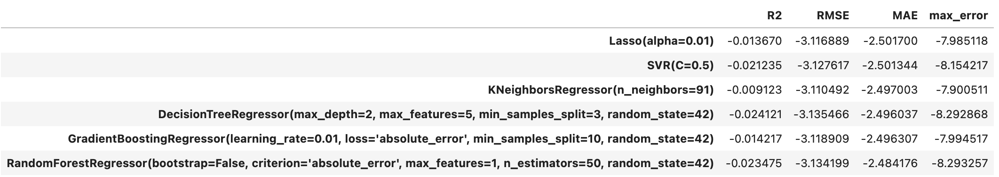 R2 RMSE MAE max_error
Lasso(alpha=0.01) -0.013670 -3.116889 -2.501700 -7.985118
SVR(C=0.5) -0.021235 -3.127617 -2.501344 -8.154217
KNeighborsRegressor(n_neighbors=91) -0.009123 -3.110492 -2.497003 -7.900511
DecisionTreeRegressor(max_depth=2, max_features=5, min_samples_split=3, random_state=42) -0.024121 -3.135466 -2.496037 -8.292868
GradientBoostingRegressor(learning_rate=0.01, loss='absolute_error', min_samples_split=10, random_state=42) -0.014217 -3.118909 -2.496307 -7.994517
RandomForestRegressor(bootstrap=False, criterion='absolute_error', max_features=1, n_estimators=50, random_state=42) -0.023475 -3.134199 -2.484176 -8.293257